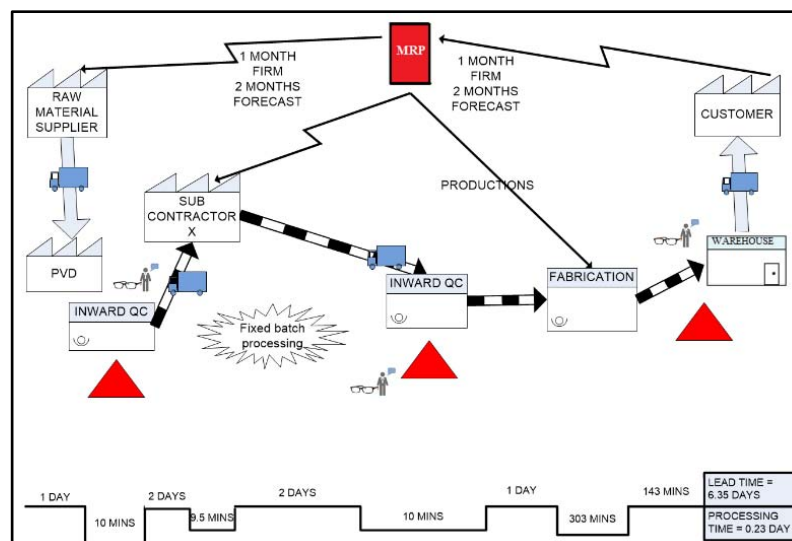 MRP
1 MONTH
FIRM
2 MONTHS
FORECAST
1 MONTH
FIRM
2 MONTHS
FORECAST
RAW
MATERIAL
SUPPLIER
CUSTOMER
SUB
CONTRACTOR
X
PRODUCTIONS
WAREHOUSE
PVD
INWARD QC
INWARD QC
FABRICATION
Fixed batch
processing
1 DAY
10 MINS
2 DAYS
9.5 MINS
2 DAYS
10 MINS
1 DAY
303 MINS
143 MINS
LEAD TIME =
6.35 DAYS
PROCESSING
TIME = 0.23 DAY